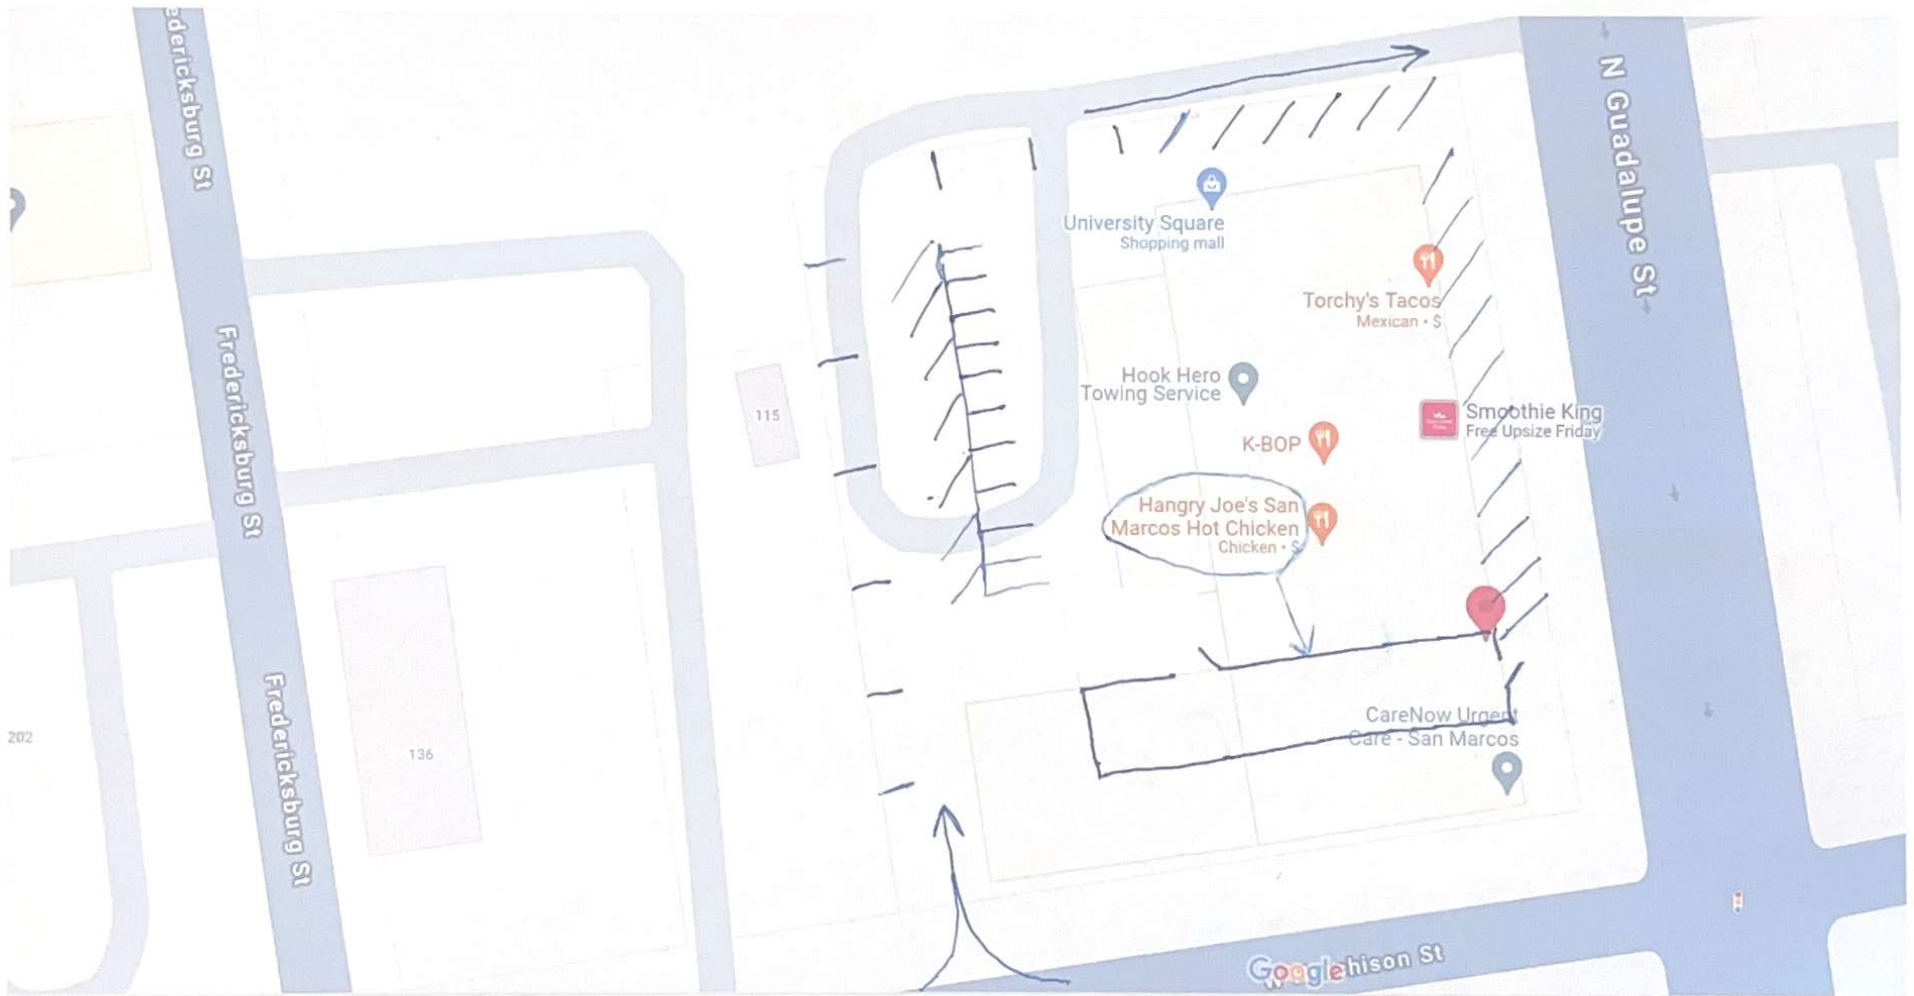 edericksburg St
N Guadalupe St
University Square
Shopping mall
Torchy's Tacos
Mexican • $
Fredericksburg St
Hook Hero
Towing Service
115
Smoothie King
Free Upsize Friday
K-BOP
Hangry Joe's San
Marcos Hot Chicken
Chicken • $
Fredericksburg St
CareNow Urgent
Care - San Marcos
202
136
Google
hison St